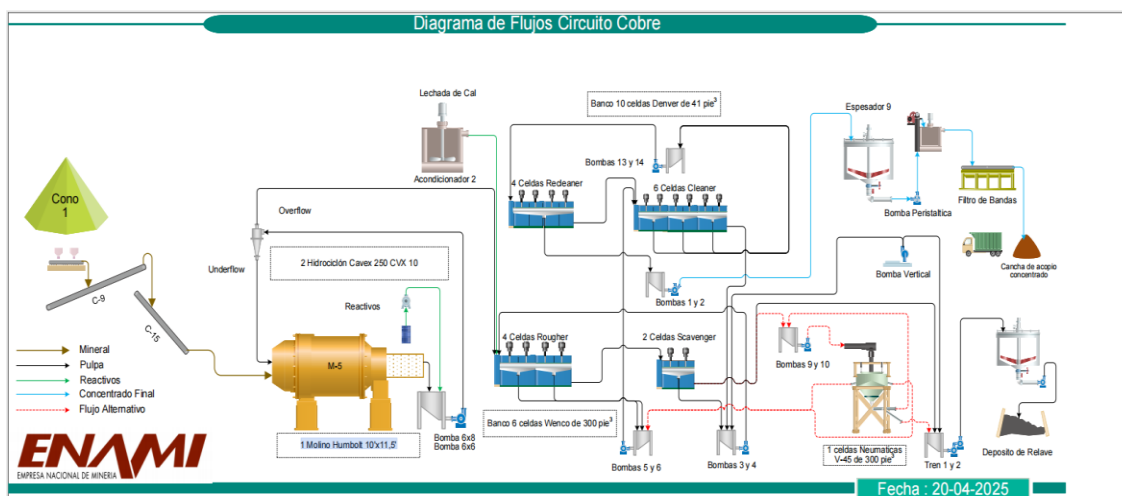 Diagrama de Flujos Circuito Cobre
Lechada de Cal
Acondicionador 2
Banco 10 celdas Denver de 41 pie³
Bombas 13 y 14
4 Celdas Recleaner
6 Celdas Cleaner
Espesador 9
Bomba Peristaltica
Filtro de Bandas
Cancha de acopio
concentrado
Cono
1
Overflow
Underflow
2 Hidrociclón Cavex 250 CVX 10
Bombas 1 y 2
Bomba Vertical
C-9
C-15
Reactivos
M-5
4 Celdas Rougher
2 Celdas Scavenger
Bombas 9 y 10
Mineral
Pulpa
Reactivos
Concentrado Final
Flujo Alternativo
1 Molino Humbolt 10'x11,5'
Bomba 6x8
Bomba 6x6
Banco 6 celdas Wenco de 300 pie³
Bombas 5 y 6
Bombas 3 y 4
1 celdas Neumaticas
V-45 de 300 pie³
Tren 1 y 2
Deposito de Relave
ENAMI
EMPRESA NACIONAL DE MINERIA
Fecha : 20-04-2025